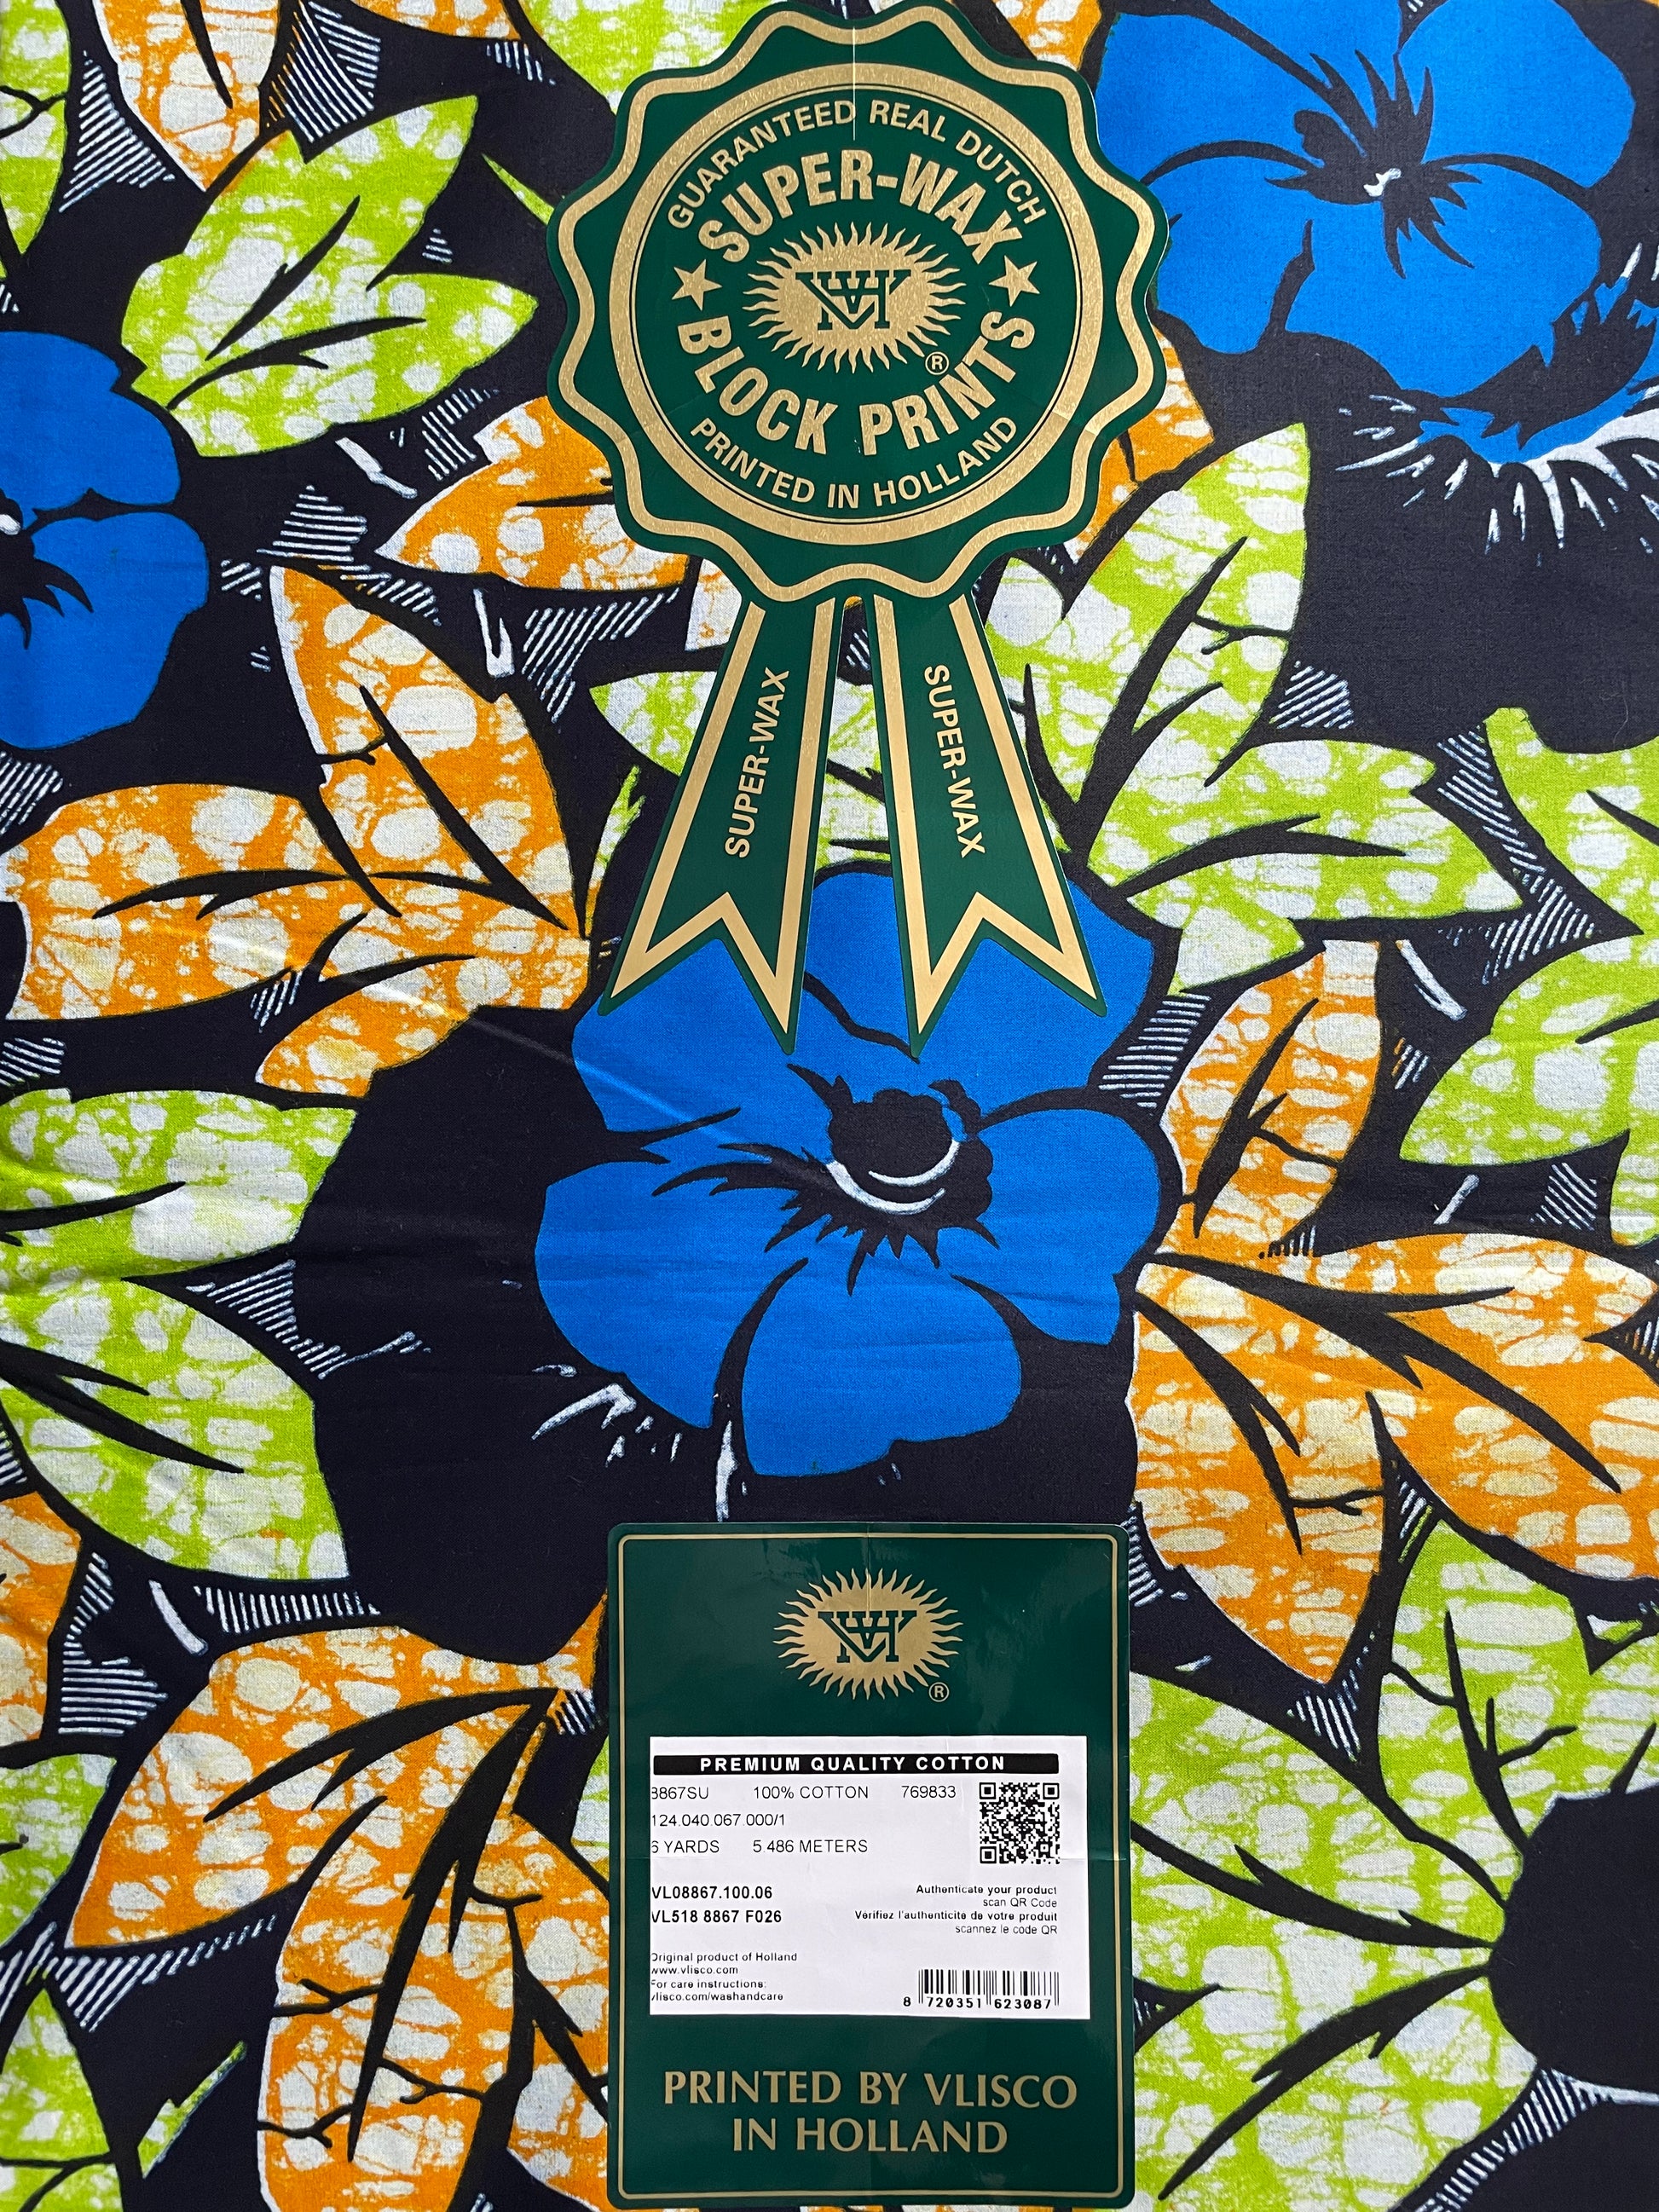 GUARANTEED REAL DUTCH
SUPER-WAX
BLOCK PRINTS
PRINTED IN HOLLAND
®
SUPER-WAX
SUPER-WAX
®
PREMIUM QUALITY COTTON
8867SU 100% COTTON 769833
124.040.067.000/1
6 YARDS 5.486 METERS
VL08867.100.06
VL518 8867 F026
Authenticate your product
scan QR Code
Vérifiez l'authenticité de votre produit
scannez le code QR
Original product of Holland
www.vlisco.com
For care instructions:
vlisco.com/washandcare
8 720351 623087
PRINTED BY VLISCO
IN HOLLAND